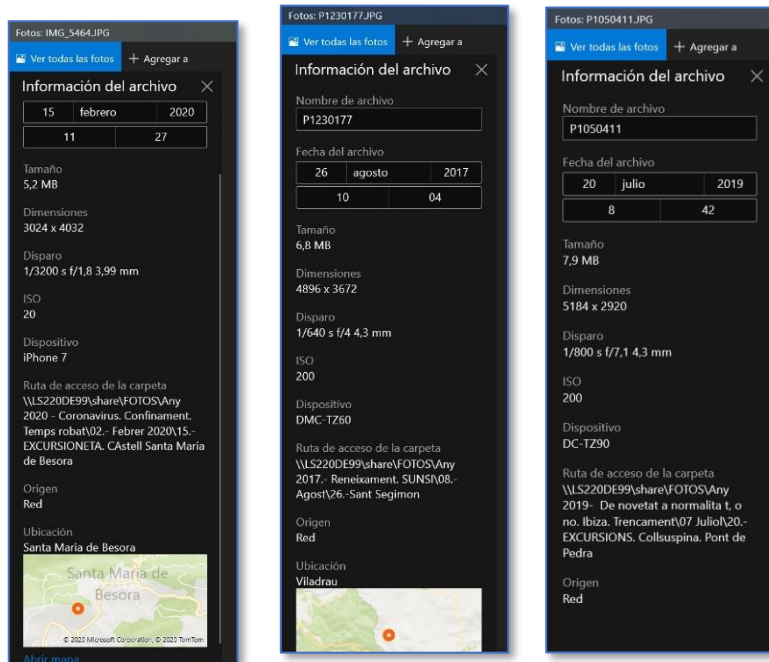 Fotos: IMG_5464.JPG
Ver todas las fotos + Agregar a
Información del archivo
15 febrero 2020
11 27
Tamaño
5,2 MB
Dimensiones
3024 x 4032
Disparo
1/3200 s f/1,8 3,99 mm
ISO
20
Dispositivo
iPhone 7
Ruta de acceso de la carpeta
\\LS220DE99\share\FOTOS\Any
2020 - Coronavirus. Confinament.
Temps robat\02.- Febrer 2020\15.-
EXCURSIONETA. CAstell Santa Maria
de Besora
Origen
Red
Ubicación
Santa Maria de Besora
Santa Maria de
Besora
© 2020 Microsoft Corporation, © 2020 TomTom
Abrir mapa
Fotos: P1230177.JPG
Ver todas las fotos + Agregar a
Información del archivo
Nombre de archivo
P1230177
Fecha del archivo
26 agosto 2017
10 04
Tamaño
6,8 MB
Dimensiones
4896 x 3672
Disparo
1/640 s f/4 4,3 mm
ISO
200
Dispositivo
DMC-TZ60
Ruta de acceso de la carpeta
\\LS220DE99\share\FOTOS\Any
2017.- Reneixament. SUNSI\08.-
Agost\26.-Sant Segimon
Origen
Red
Ubicación
Viladrau
Fotos: P1050411.JPG
Ver todas las fotos + Agregar a
Información del archivo
Nombre de archivo
P1050411
Fecha del archivo
20 julio 2019
8 42
Tamaño
7,9 MB
Dimensiones
5184 x 2920
Disparo
1/800 s f/7,1 4,3 mm
ISO
200
Dispositivo
DC-TZ90
Ruta de acceso de la carpeta
\\LS220DE99\share\FOTOS\Any
2019- De novetat a normalita t, o
no. Ibiza. Trencament\07 Juliol\20.-
EXCURSIONS. Collsuspina. Pont de
Pedra
Origen
Red